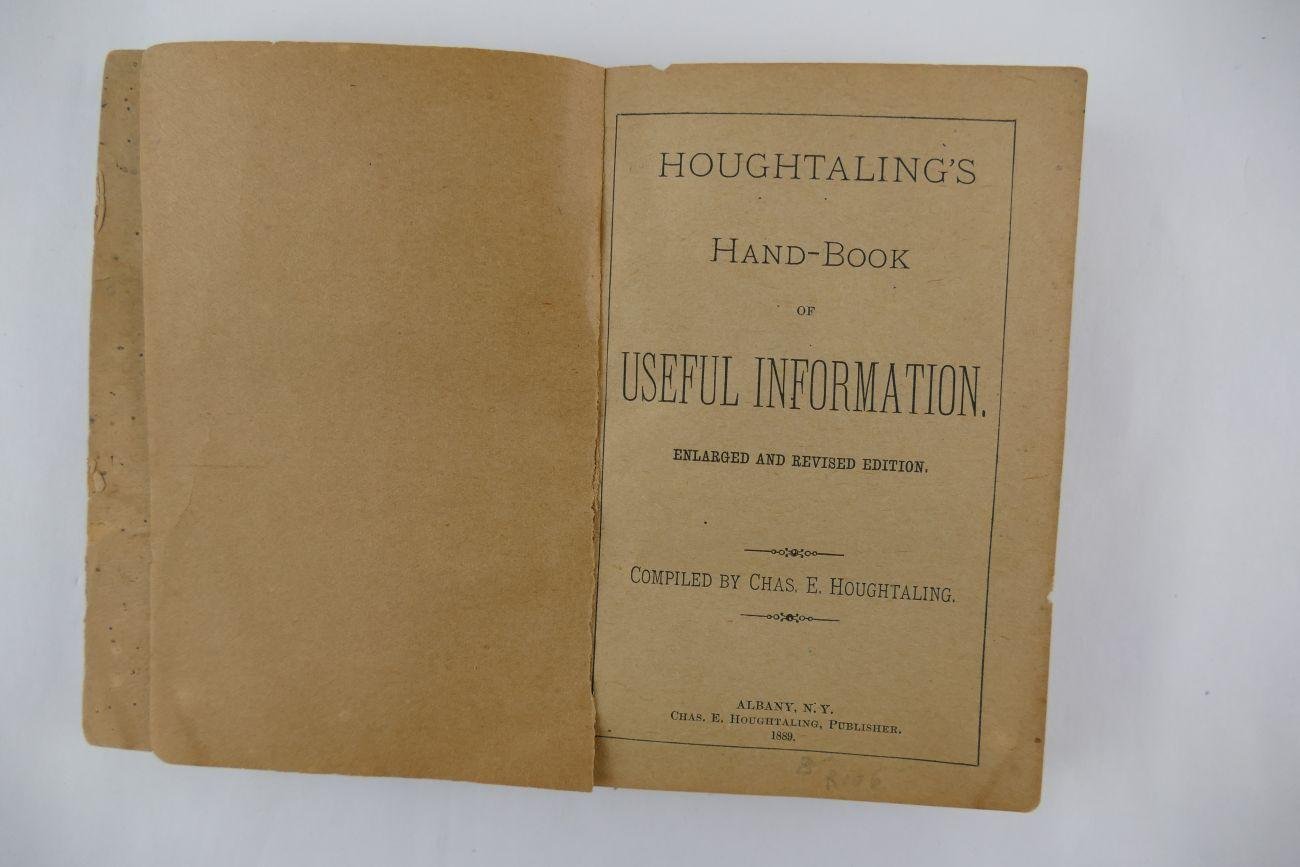 HOUGHTALING'S
HAND-BOOK
OF
USEFUL INFORMATION.
ENLARGED AND REVISED EDITION.
COMPILED BY CHAS. E. HOUGHTALING.
ALBANY, N. Y.
CHAS. E. HOUGHTALING, PUBLISHER.
1889.
B